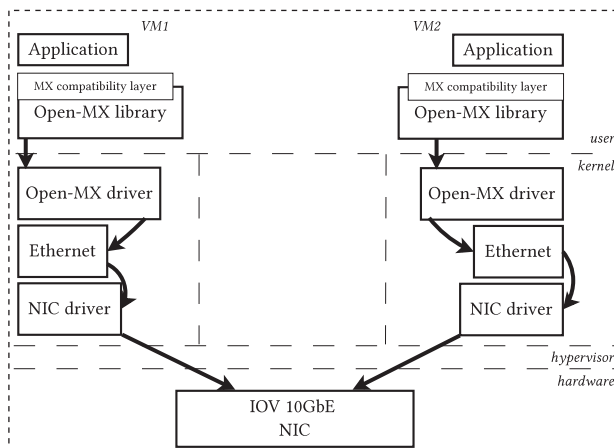 VM1
VM2
Application
Application
MX compatibility layer
MX compatibility layer
Open-MX library
Open-MX library
user
kernel
Open-MX driver
Open-MX driver
Ethernet
Ethernet
NIC driver
NIC driver
hypervisor
hardware
IOV 10GbE
NIC